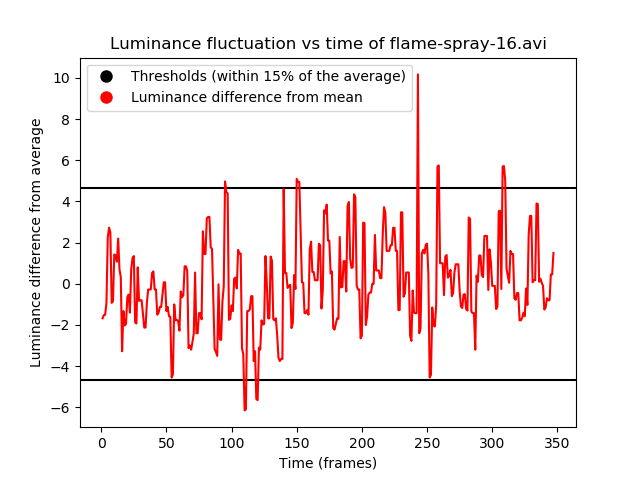 Luminance fluctuation vs time of flame-spray-16.avi
Thresholds (within 15% of the average)
Luminance difference from mean
Luminance difference from average
10
8
6
4
2
0
−2
−4
−6
0 50 100 150 200 250 300 350
Time (frames)